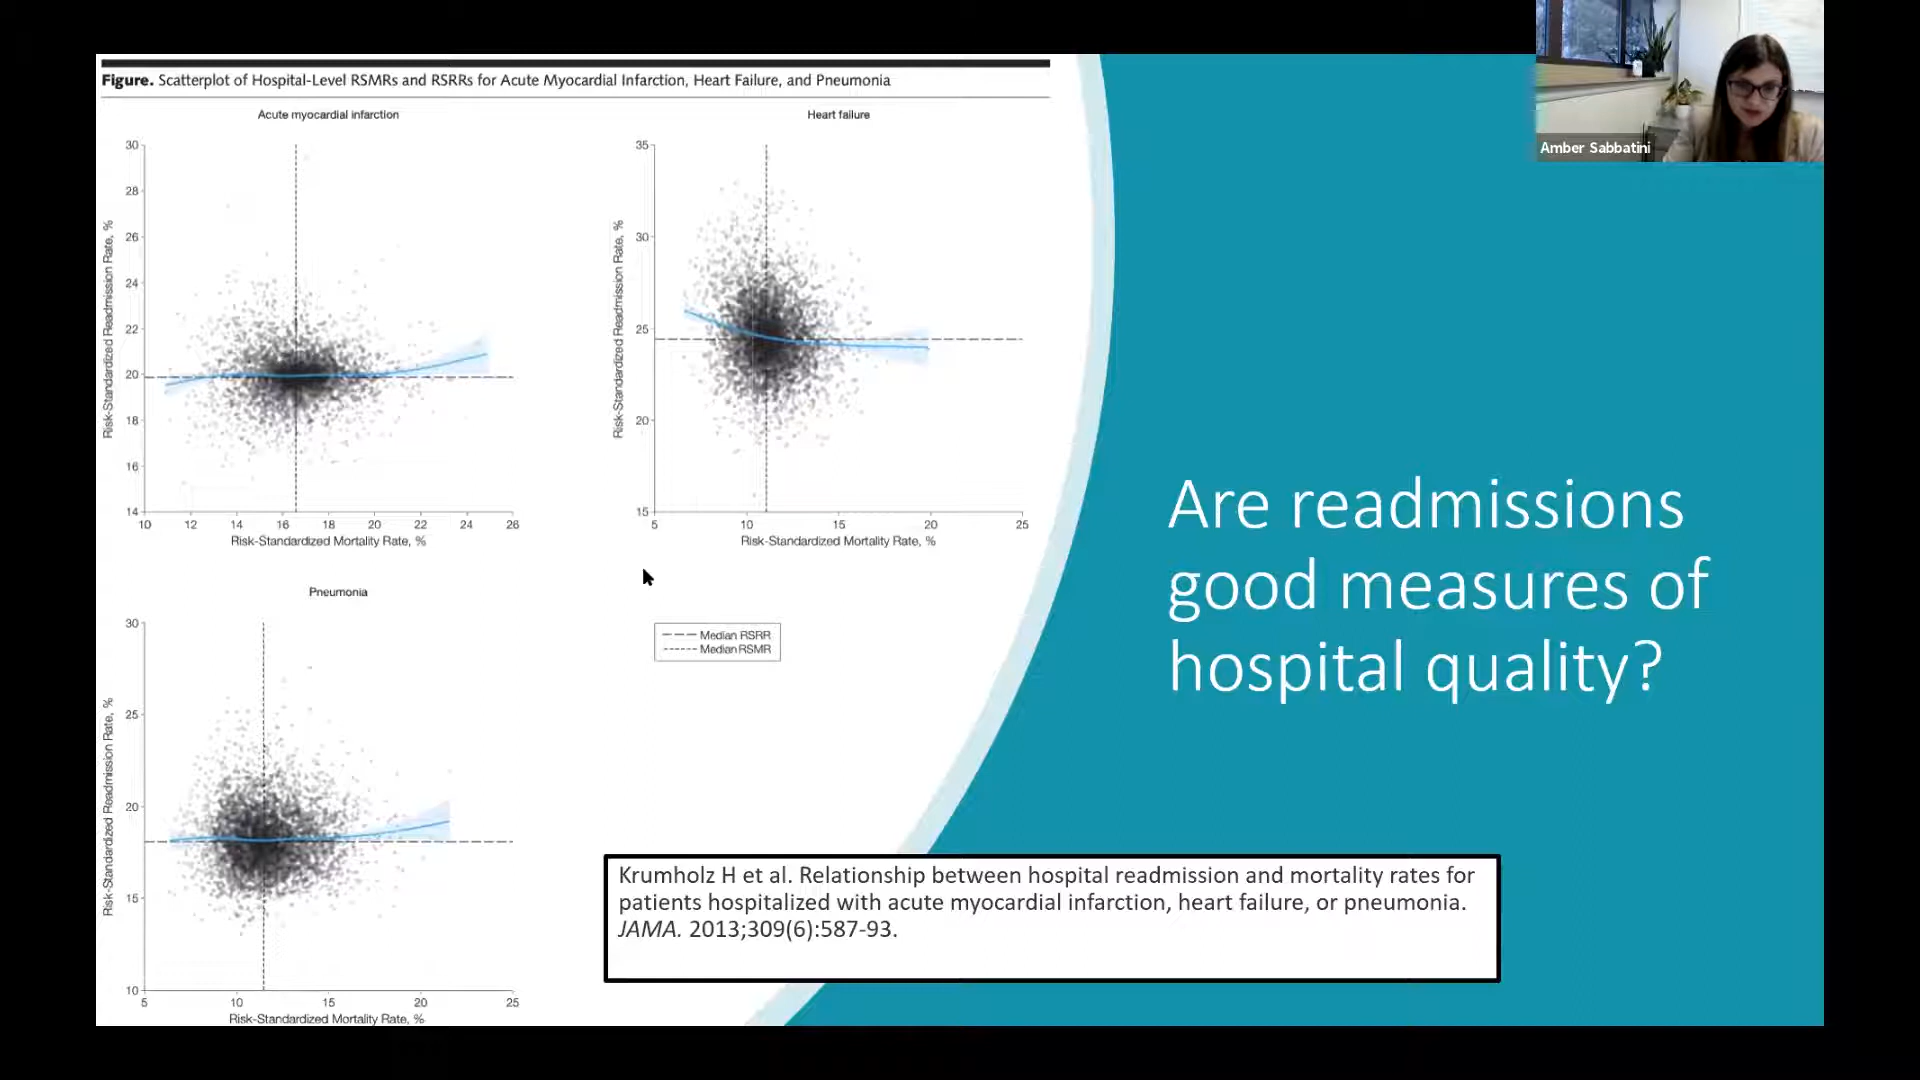 Figure. Scatterplot of Hospital-Level RSMRs and RSRRs for Acute Myocardial Infarction, Heart Failure, and Pneumonia
Amber Sabbatini
Acute myocardial infarction
30
28
26
24
22
20
18
16
14
Risk-Standardized Readmission Rate, %
10 12 14 16 18 20 22 24 26
Risk-Standardized Mortality Rate, %
Heart failure
35
30
25
20
15
Risk-Standardized Readmission Rate, %
5 10 15 20 25
Risk-Standardized Mortality Rate, %
Pneumonia
30
25
20
15
10
Risk-Standardized Readmission Rate, %
5 10 15 20 25
Risk-Standardized Mortality Rate, %
Median RSRR
Median RSMR
Are readmissions
good measures of
hospital quality?
Krumholz H et al. Relationship between hospital readmission and mortality rates for
patients hospitalized with acute myocardial infarction, heart failure, or pneumonia.
JAMA. 2013;309(6):587-93.